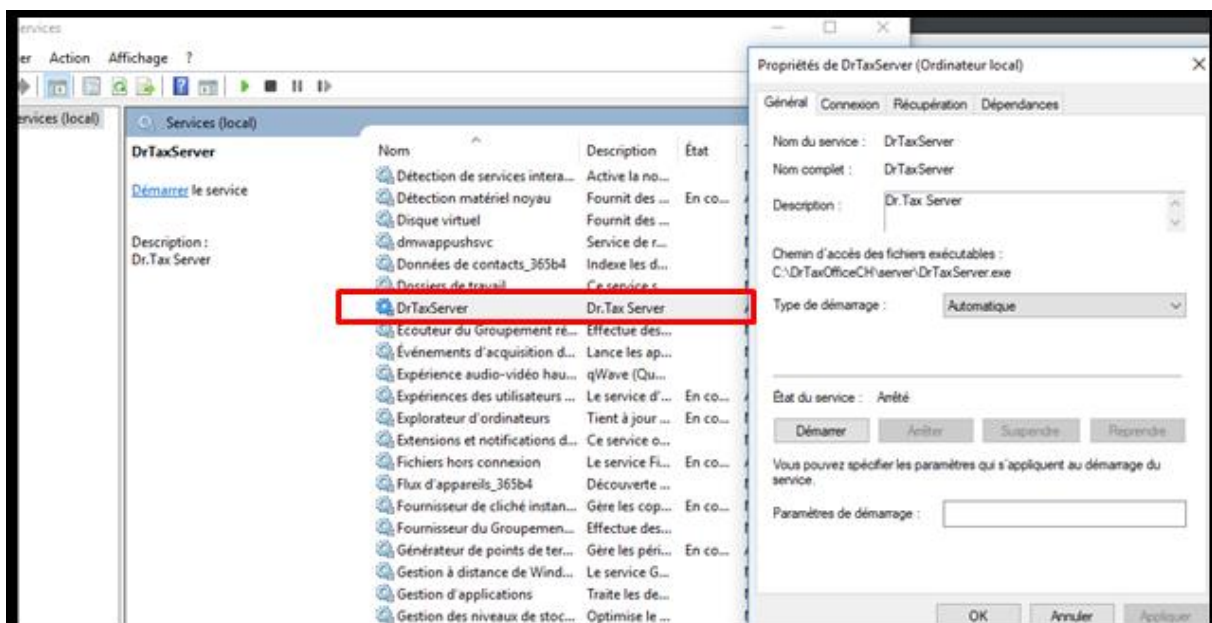 ervices
er Action Affichage ?
ervices (local)
Services (local)
DrTaxServer
Démarrer le service
Description :
Dr.Tax Server
Nom Description État
Détection de services intera... Active la no...
Détection matériel noyau Fournit des ... En co...
Disque virtuel Fournit des ...
dmwappushsvc Service de r...
Données de contacts_365b4 Indexe les d...
Dossiers de travail Ce service s...
DrTaxServer Dr.Tax Server
Écouteur du Groupement ré... Effectue des...
Événements d'acquisition d... Lance les ap...
Expérience audio-vidéo hau... qWave (Qu...
Expériences des utilisateurs ... Le service d'... En co...
Explorateur d'ordinateurs Tient à jour ... En co...
Extensions et notifications d... Ce service o...
Fichiers hors connexion Le service Fi... En co...
Flux d'appareils_365b4 Découverte ...
Fournisseur de cliché instan... Gère les cop... En co...
Fournisseur du Groupemen... Effectue des...
Générateur de points de ter... Gère les péri... En co...
Gestion à distance de Wind... Le service G...
Gestion d'applications Traite les de...
Gestion des niveaux de stoc... Optimise le ...
Propriétés de DrTaxServer (Ordinateur local)
Général Connexion Récupération Dépendances
Nom du service : DrTaxServer
Nom complet : DrTaxServer
Description : Dr.Tax Server
Chemin d'accès des fichiers exécutables :
C:\DrTaxOfficeCH\server\DrTaxServer.exe
Type de démarrage : Automatique
État du service : Arrêté
Démarrer Arrêter Suspendre Reprendre
Vous pouvez spécifier les paramètres qui s'appliquent au démarrage du
service.
Paramètres de démarrage :
OK Annuler Appliquer